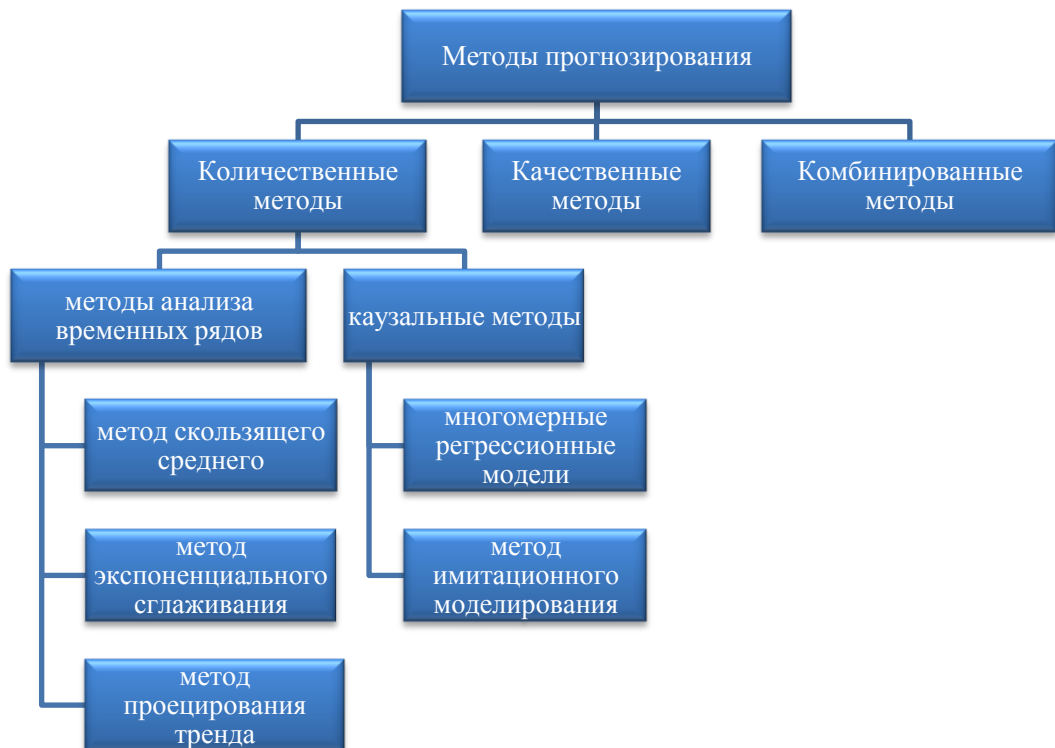 Методы прогнозирования
Количественные
методы
Качественные
методы
Комбинированные
методы
методы анализа
временных рядов
каузальные методы
метод скользящего
среднего
многомерные
регрессионные
модели
метод
экспоненциального
сглаживания
метод
имитационного
моделирования
метод
проецирования
тренда